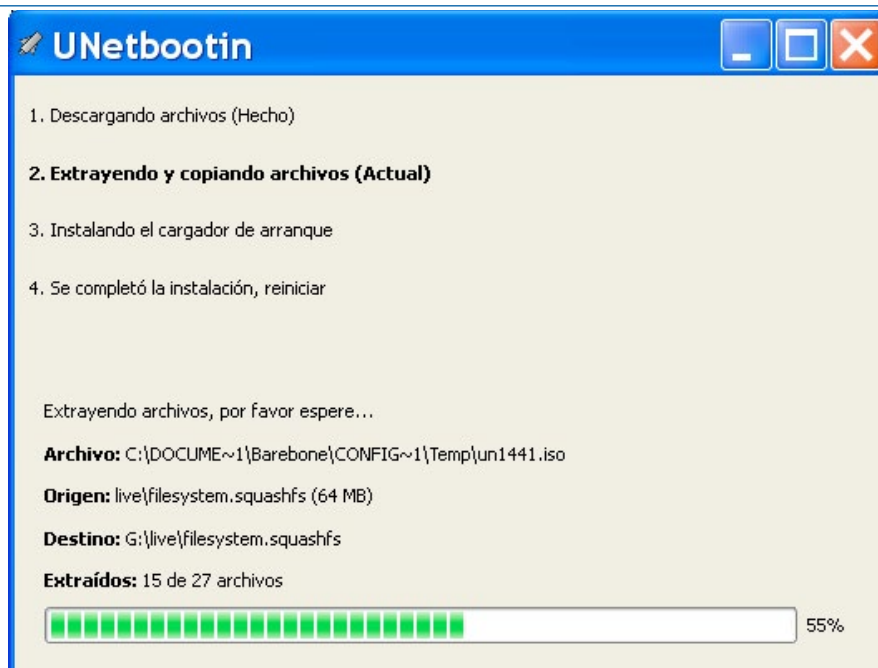 UNetbootin
1. Descargando archivos (Hecho)
2. Extrayendo y copiando archivos (Actual)
3. Instalando el cargador de arranque
4. Se completó la instalación, reiniciar
Extrayendo archivos, por favor espere...
Archivo: C:\DOCUME~1\Barebone\CONFIG~1\Temp\un1441.iso
Origen: live\filesystem.squashfs (64 MB)
Destino: G:\live\filesystem.squashfs
Extraídos: 15 de 27 archivos
55%